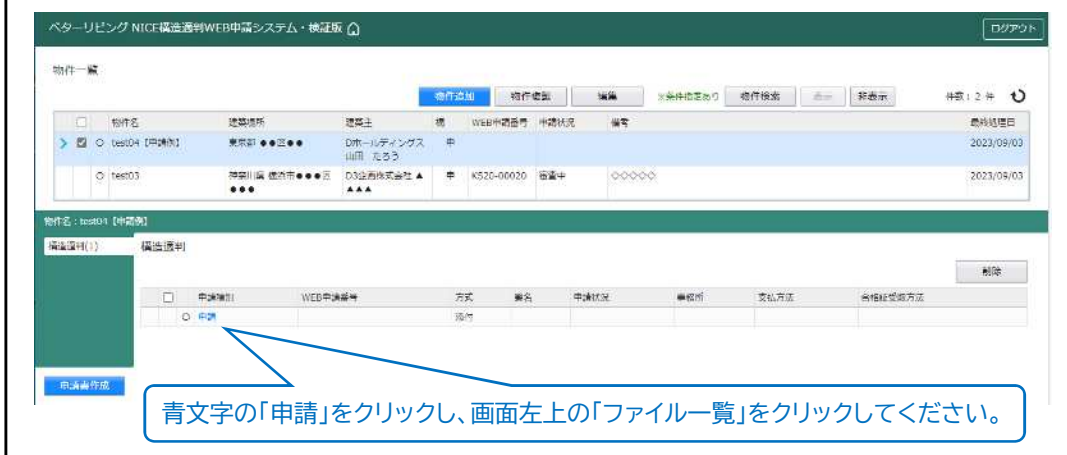 ベターリビング NICE構造適判WEB申請システム・検証版
ログアウト
物件一覧
物件追加 物件複製 編集 ※条件指定あり 物件検索 表示 非表示 件数:2 件
物件名 建築場所 建築主 構 WEB申請番号 申請状況 備考 最終処理日
test04【申請例】 東京都 ●●区●● Dホールディングス 申 2023/09/03
山田 たろう
test03 神奈川県 横浜市●●●区 D3企画株式会社 ▲ 申 K520-00020 審査中 ◇◇◇◇◇ 2023/09/03
●●● ▲▲▲
物件名:test04【申請例】
構造適判(1) 構造適判
削除
申請種別 WEB申請番号 方式 署名 申請状況 事務所 支払方法 合格証受取方法
申請 添付
申請書作成
青文字の「申請」をクリックし、画面左上の「ファイル一覧」をクリックしてください。